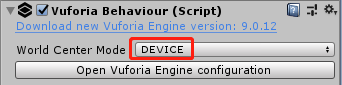 Vuforia Behaviour (Script)
Download new Vuforia Engine version: 9.0.12
World Center Mode DEVICE
Open Vuforia Engine configuration